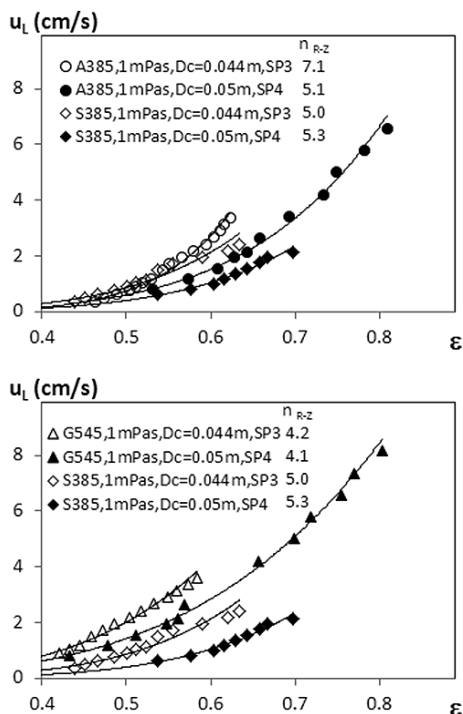 uL (cm/s)
n R-Z
A385,1mPas,Dc=0.044m,SP3 7.1
A385,1mPas,Dc=0.05m,SP4 5.1
S385,1mPas,Dc=0.044m,SP3 5.0
S385,1mPas,Dc=0.05m,SP4 5.3
8
6
4
2
0
0.4 0.5 0.6 0.7 0.8 ε
uL (cm/s)
n R-Z
G545,1mPas,Dc=0.044m,SP3 4.2
G545,1mPas,Dc=0.05m,SP4 4.1
S385,1mPas,Dc=0.044m,SP3 5.0
S385,1mPas,Dc=0.05m,SP4 5.3
8
6
4
2
0
0.4 0.5 0.6 0.7 0.8 ε